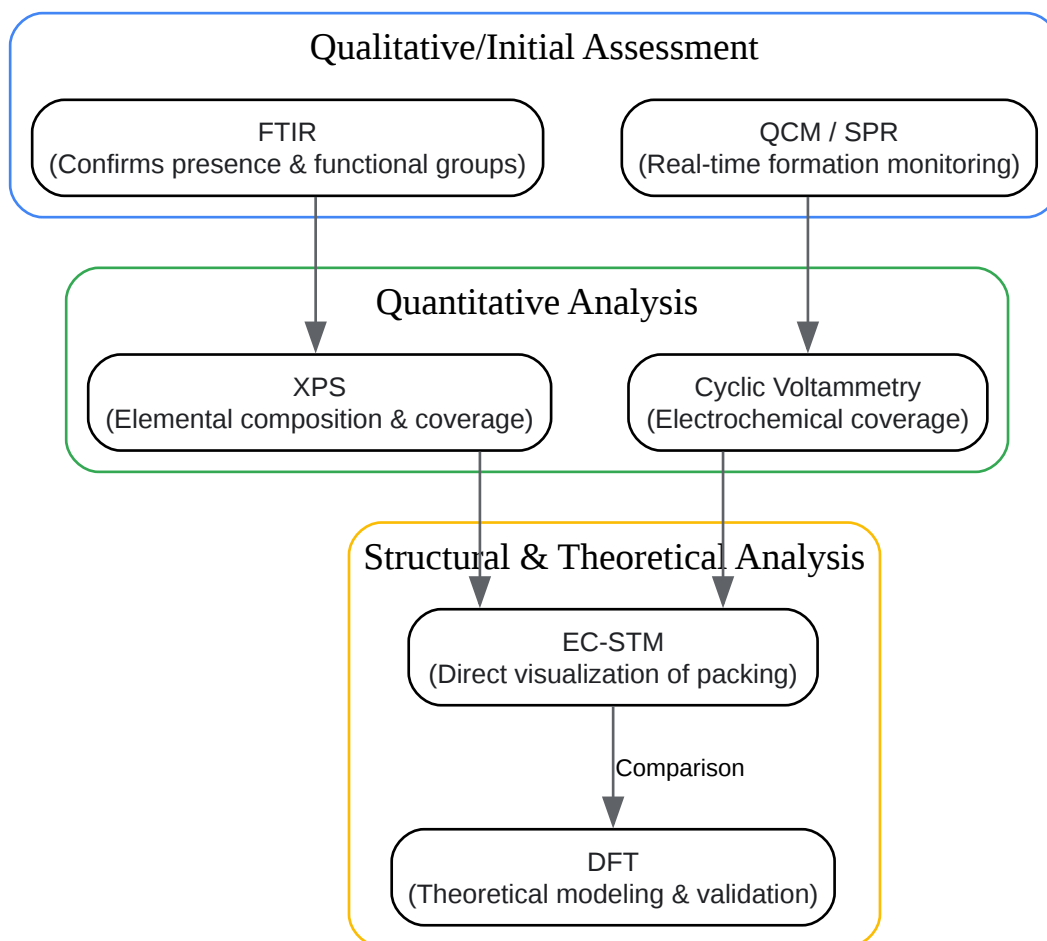 Qualitative/Initial Assessment
FTIR
(Confirms presence & functional groups)
QCM / SPR
(Real-time formation monitoring)
Quantitative Analysis
XPS
(Elemental composition & coverage)
Cyclic Voltammetry
(Electrochemical coverage)
Structural & Theoretical Analysis
EC-STM
(Direct visualization of packing)
Comparison
DFT
(Theoretical modeling & validation)